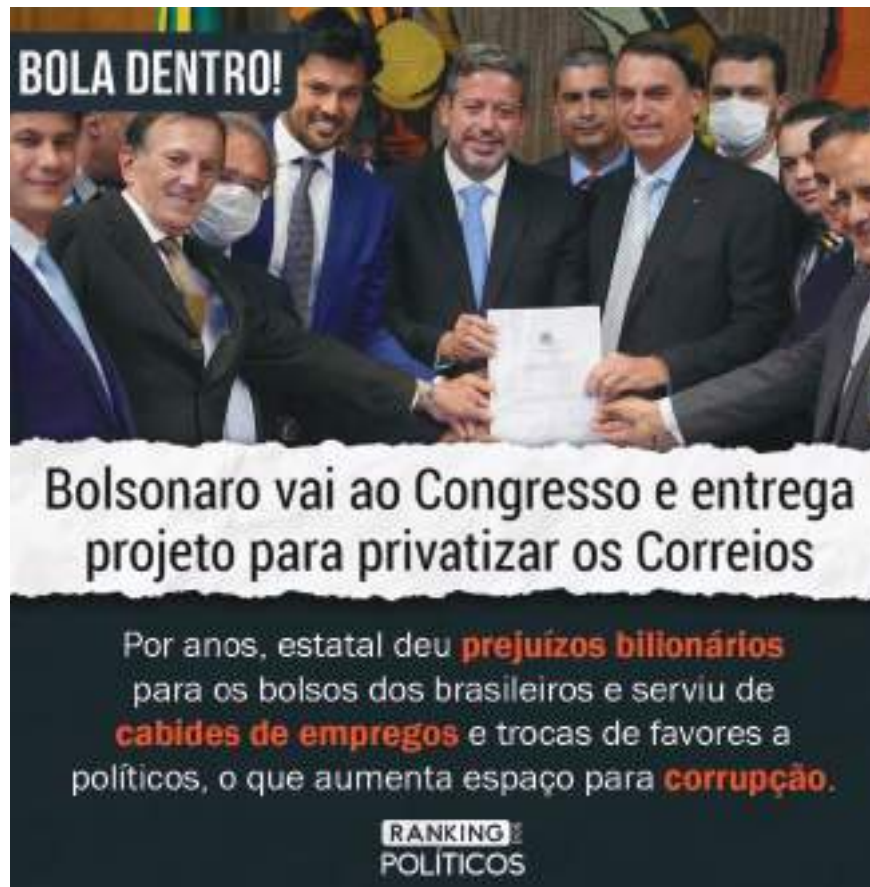 BOLA DENTRO!
Bolsonaro vai ao Congresso e entrega
projeto para privatizar os Correios
Por anos, estatal deu prejuízos bilionários
para os bolsos dos brasileiros e serviu de
cabides de empregos e trocas de favores a
políticos, o que aumenta espaço para corrupção.
RANKING DOS
POLÍTICOS